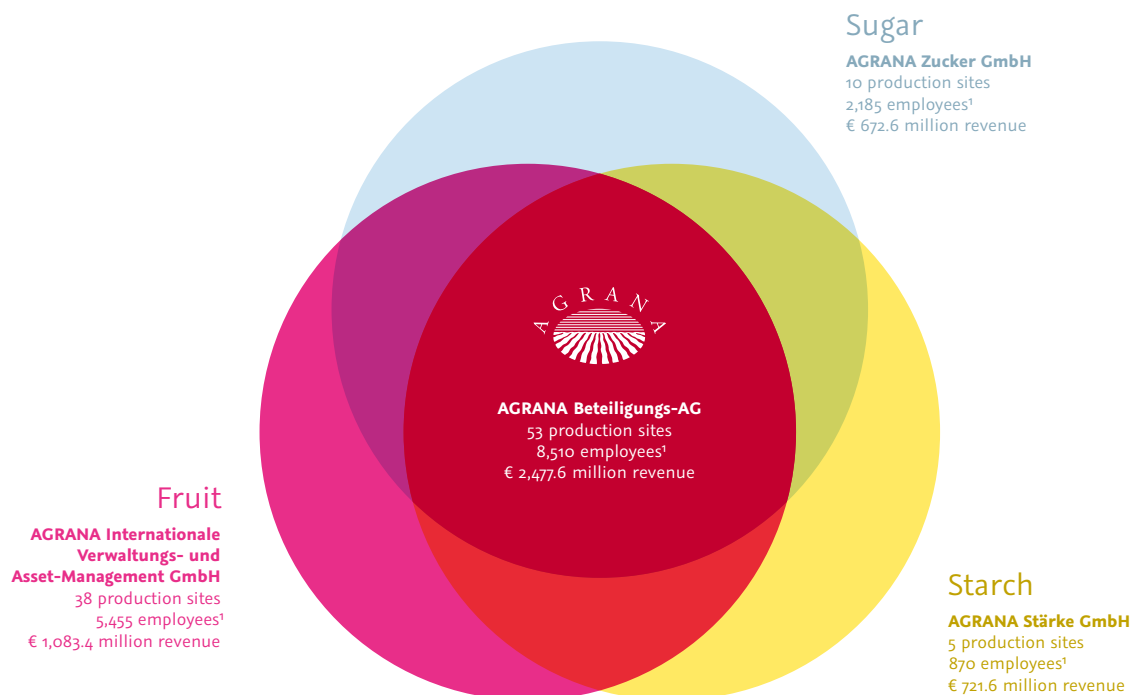 Sugar
AGRANA Zucker GmbH
10 production sites
2,185 employees¹
€ 672.6 million revenue
AGRANA
AGRANA Beteiligungs-AG
53 production sites
8,510 employees¹
€ 2,477.6 million revenue
Fruit
AGRANA Internationale
Verwaltungs- und
Asset-Management GmbH
38 production sites
5,455 employees¹
€ 1,083.4 million revenue
Starch
AGRANA Stärke GmbH
5 production sites
870 employees¹
€ 721.6 million revenue